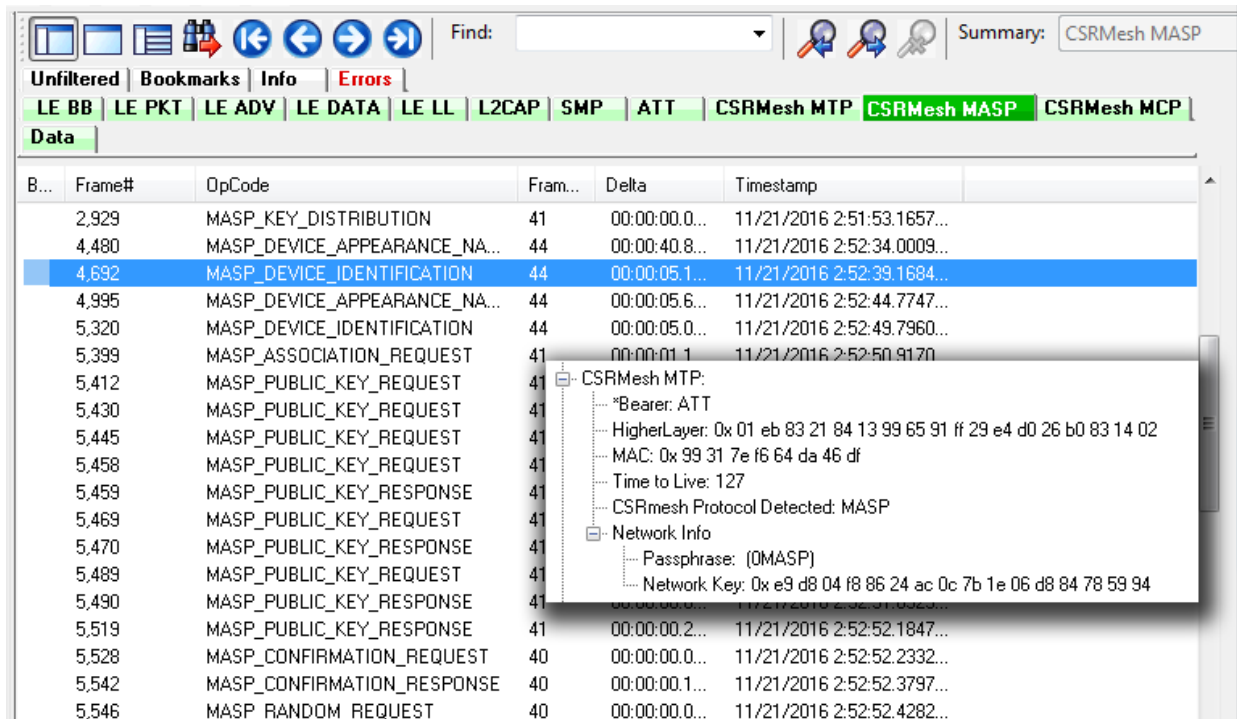 Find: Summary: CSRMesh MASP
Unfiltered Bookmarks Info Errors
LE BB LE PKT LE ADV LE DATA LE LL L2CAP SMP ATT CSRMesh MTP CSRMesh MASP CSRMesh MCP
Data
B... Frame# OpCode Fram... Delta Timestamp
2,929 MASP_KEY_DISTRIBUTION 41 00:00:00.0... 11/21/2016 2:51:53.1657...
4,480 MASP_DEVICE_APPEARANCE_NA... 44 00:00:40.8... 11/21/2016 2:52:34.0009...
4,692 MASP_DEVICE_IDENTIFICATION 44 00:00:05.1... 11/21/2016 2:52:39.1684...
4,995 MASP_DEVICE_APPEARANCE_NA... 44 00:00:05.6... 11/21/2016 2:52:44.7747...
5,320 MASP_DEVICE_IDENTIFICATION 44 00:00:05.0... 11/21/2016 2:52:49.7960...
5,399 MASP_ASSOCIATION_REQUEST 41 00:00:01.1 11/21/2016 2:52:50.9170
5,412 MASP_PUBLIC_KEY_REQUEST 41
5,430 MASP_PUBLIC_KEY_REQUEST 41
5,445 MASP_PUBLIC_KEY_REQUEST 41
5,458 MASP_PUBLIC_KEY_REQUEST 41
5,459 MASP_PUBLIC_KEY_RESPONSE 41
5,469 MASP_PUBLIC_KEY_REQUEST 41
5,470 MASP_PUBLIC_KEY_RESPONSE 41
5,489 MASP_PUBLIC_KEY_REQUEST 41
5,490 MASP_PUBLIC_KEY_RESPONSE 41
5,519 MASP_PUBLIC_KEY_RESPONSE 41 00:00:00.2... 11/21/2016 2:52:52.1847...
5,528 MASP_CONFIRMATION_REQUEST 40 00:00:00.0... 11/21/2016 2:52:52.2332...
5,542 MASP_CONFIRMATION_RESPONSE 40 00:00:00.1... 11/21/2016 2:52:52.3797...
5,546 MASP_RANDOM_REQUEST 40 00:00:00.0... 11/21/2016 2:52:52.4282...
CSRMesh MTP:
*Bearer: ATT
HigherLayer: 0x 01 eb 83 21 84 13 99 65 91 ff 29 e4 d0 26 b0 83 14 02
MAC: 0x 99 31 7e f6 64 da 46 df
Time to Live: 127
CSRmesh Protocol Detected: MASP
Network Info
Passphrase: (0MASP)
Network Key: 0x e9 d8 04 f8 86 24 ac 0c 7b 1e 06 d8 84 78 59 94